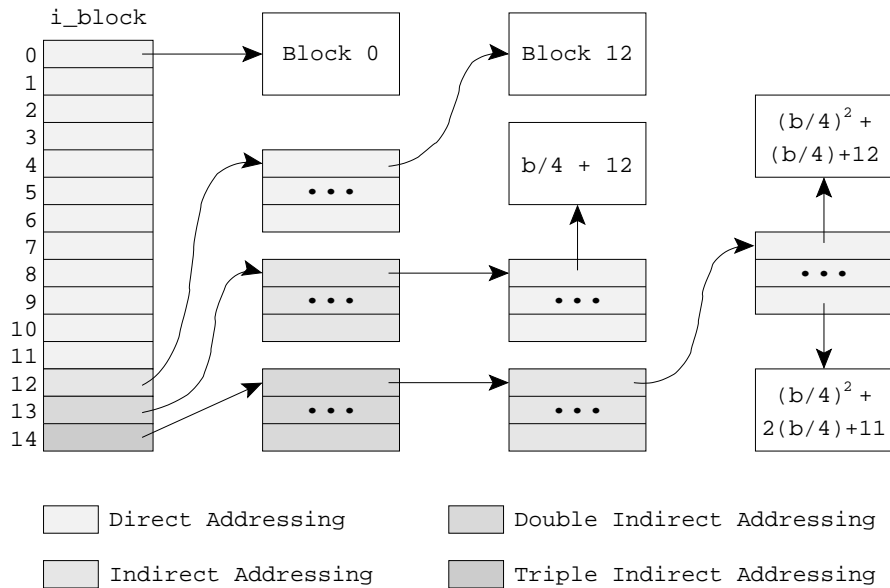 i_block
0
1
2
3
4
5
6
7
8
9
10
11
12
13
14
Block 0
Block 12
b/4 + 12
(b/4)² +
(b/4)+12
(b/4)² +
2(b/4)+11
Direct Addressing
Indirect Addressing
Double Indirect Addressing
Triple Indirect Addressing